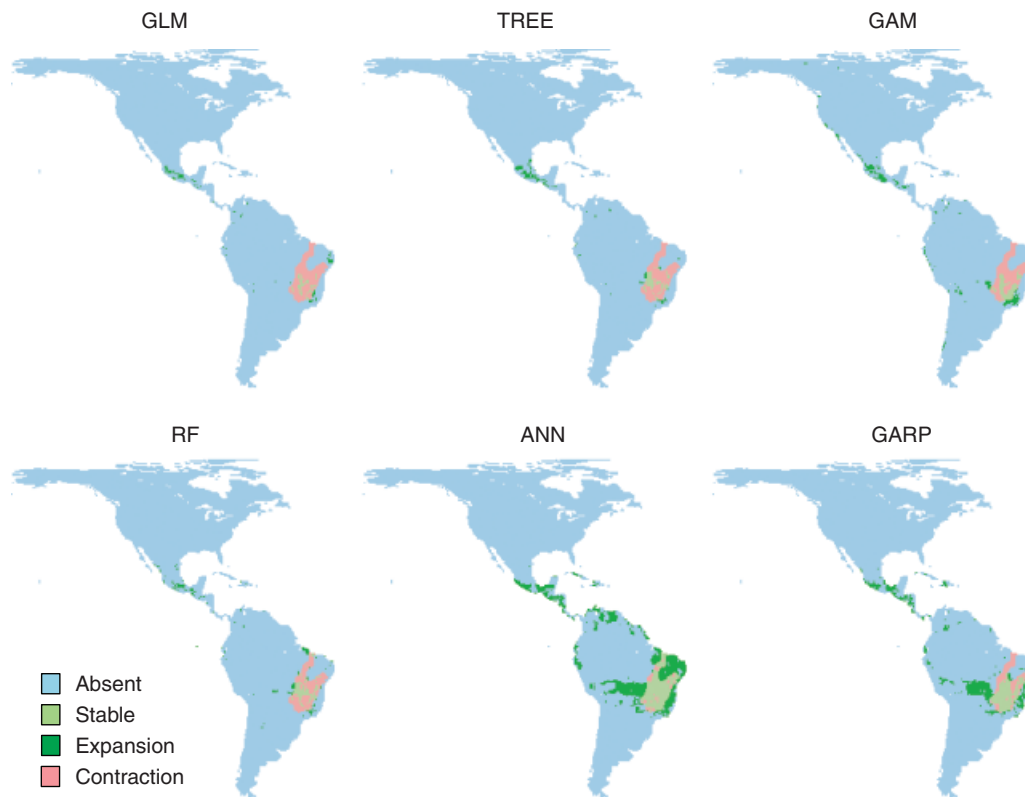 GLM
TREE
GAM
RF
ANN
GARP
Absent
Stable
Expansion
Contraction